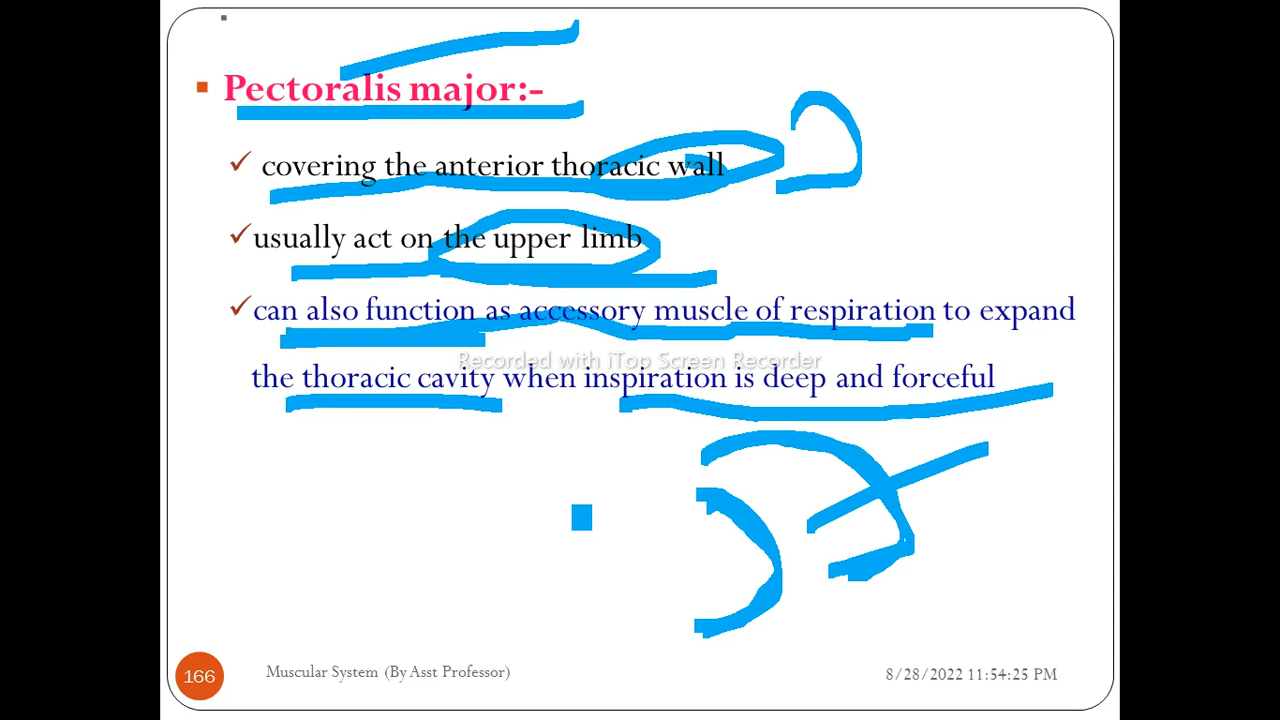 Pectoralis major:-
covering the anterior thoracic wall
usually act on the upper limb
can also function as accessory muscle of respiration to expand
Recorded with iTop Screen Recorder
the thoracic cavity when inspiration is deep and forceful
166
Muscular System (By Asst Professor)
8/28/2022 11:54:25 PM